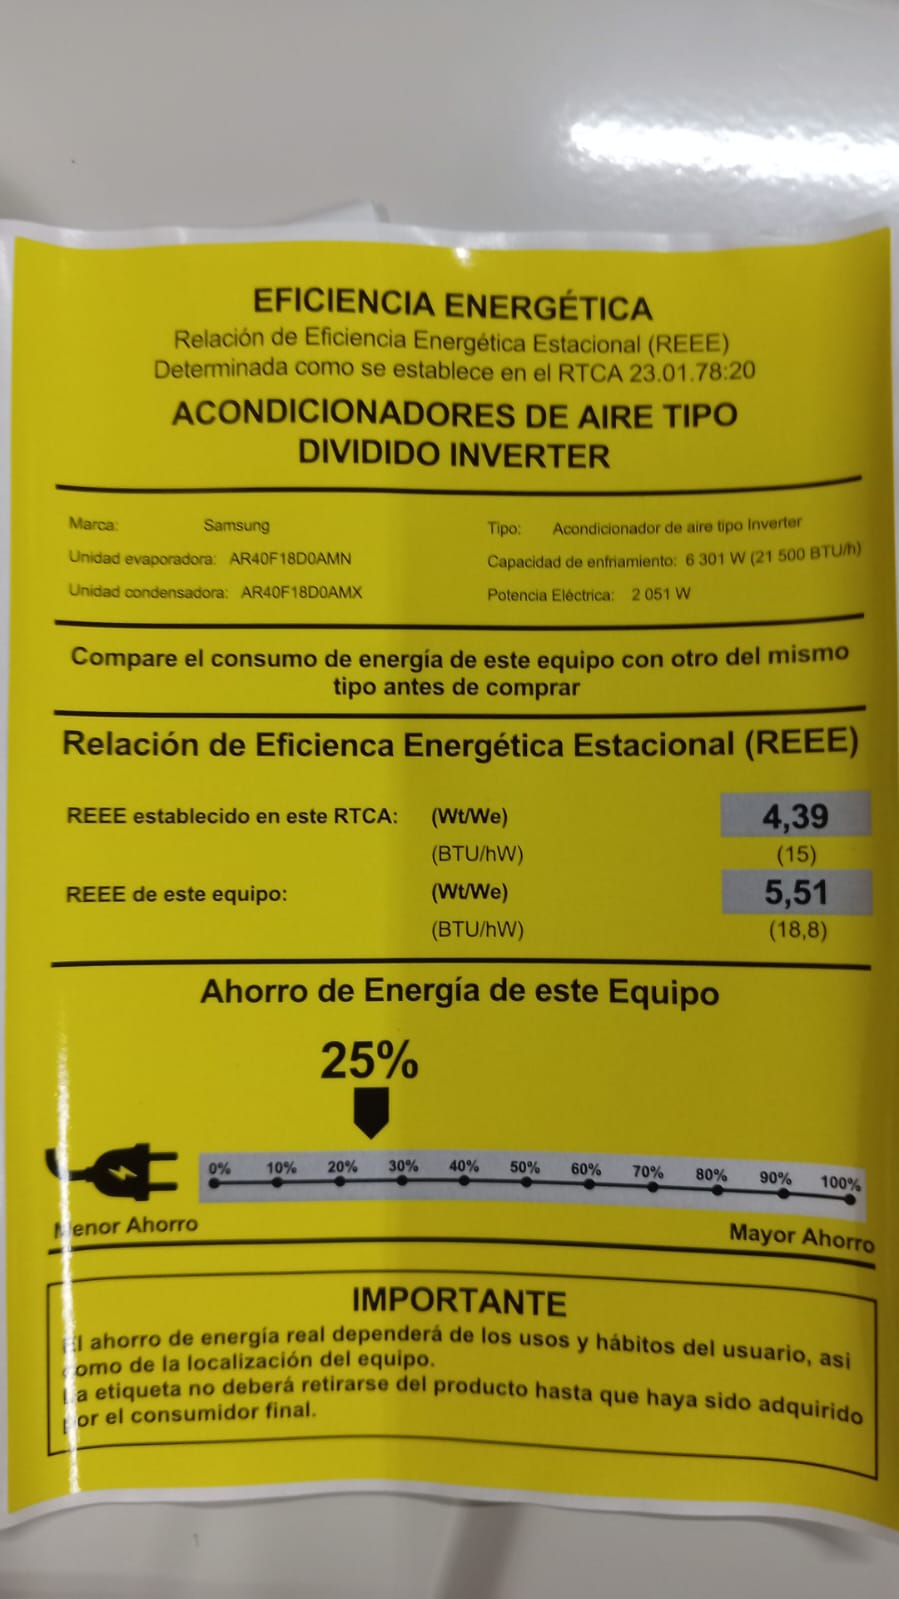 EFICIENCIA ENERGÉTICA
Relación de Eficiencia Energética Estacional (REEE)
Determinada como se establece en el RTCA 23.01.78:20
ACONDICIONADORES DE AIRE TIPO
DIVIDIDO INVERTER
Marca: Samsung
Unidad evaporadora: AR40F18D0AMN
Unidad condensadora: AR40F18D0AMX
Tipo: Acondicionador de aire tipo Inverter
Capacidad de enfriamiento: 6 301 W (21 500 BTU/h)
Potencia Eléctrica: 2 051 W
Compare el consumo de energía de este equipo con otro del mismo
tipo antes de comprar
Relación de Eficienca Energética Estacional (REEE)
REEE establecido en este RTCA: (Wt/We) 4,39
(BTU/hW) (15)
REEE de este equipo: (Wt/We) 5,51
(BTU/hW) (18,8)
Ahorro de Energía de este Equipo
25%
0% 10% 20% 30% 40% 50% 60% 70% 80% 90% 100%
Menor Ahorro
Mayor Ahorro
IMPORTANTE
El ahorro de energía real dependerá de los usos y hábitos del usuario, asi
como de la localización del equipo.
La etiqueta no deberá retirarse del producto hasta que haya sido adquirido
por el consumidor final.